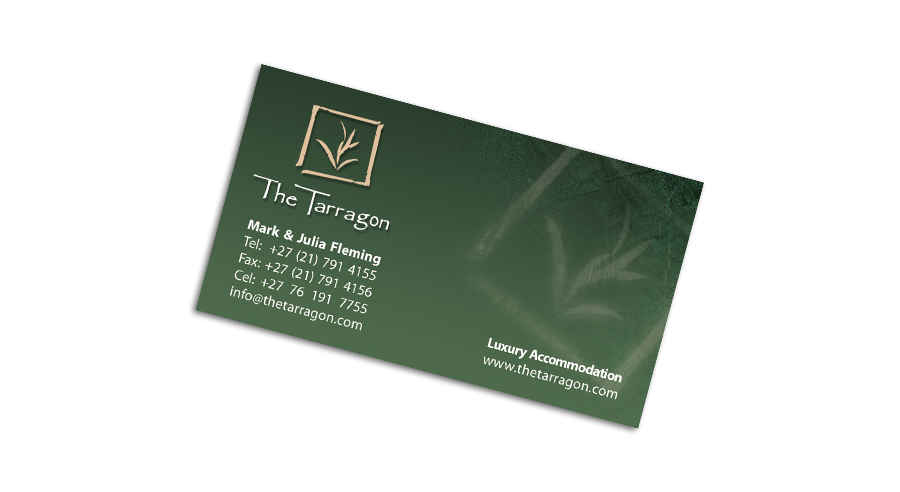 The Tarragon
Mark & Julia Fleming
Tel: +27 (21) 791 4155
Fax: +27 (21) 791 4156
Cel: +27 76 191 7755
info@thetarragon.com
Luxury Accommodation
www.thetarragon.com